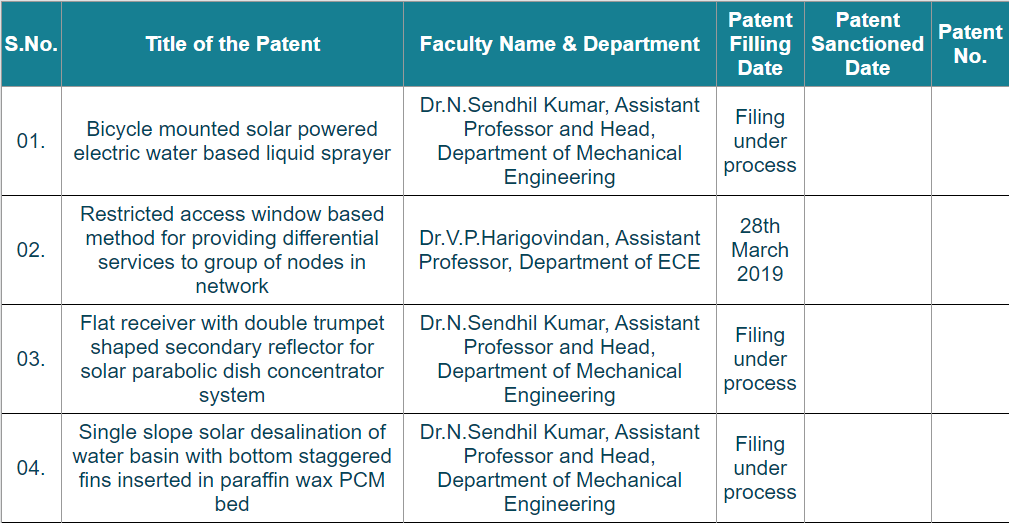 S.No.
Title of the Patent
Faculty Name & Department
Patent
Filling
Date
Patent
Sanctioned
Date
Patent
No.
01.
Bicycle mounted solar powered
electric water based liquid sprayer
Dr.N.Sendhil Kumar, Assistant
Professor and Head,
Department of Mechanical
Engineering
Filing
under
process
02.
Restricted access window based
method for providing differential
services to group of nodes in
network
Dr.V.P.Harigovindan, Assistant
Professor, Department of ECE
28th
March
2019
03.
Flat receiver with double trumpet
shaped secondary reflector for
solar parabolic dish concentrator
system
Dr.N.Sendhil Kumar, Assistant
Professor and Head,
Department of Mechanical
Engineering
Filing
under
process
04.
Single slope solar desalination of
water basin with bottom staggered
fins inserted in paraffin wax PCM
bed
Dr.N.Sendhil Kumar, Assistant
Professor and Head,
Department of Mechanical
Engineering
Filing
under
process